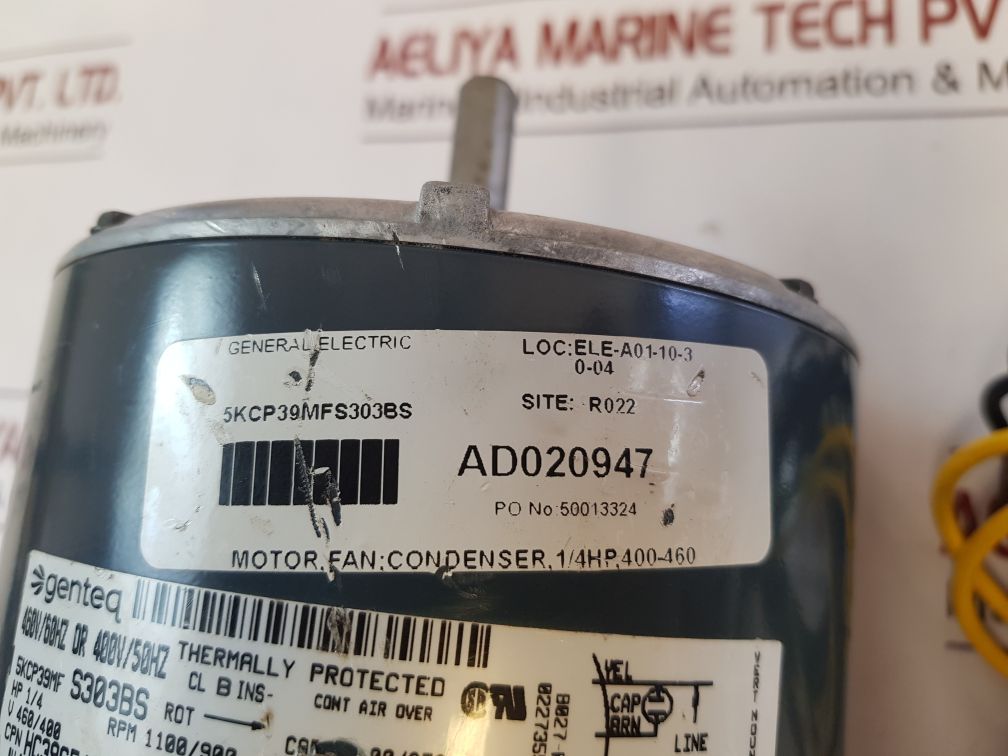 AELIYA MARINE TECH PV
Industrial Automation & M
PVT. LTD.
Machinery
GENERAL ELECTRIC
LOC:ELE-A01-10-3
0-04
5KCP39MFS303BS
SITE: R022
AD020947
PO No:50013324
MOTOR,FAN;CONDENSER,1/4HP,400-460
genteq
460V/60HZ OR 400V/50HZ
THERMALLY PROTECTED
5KCP39MF S303BS
CL B INS-
CONT AIR OVER
HP 1/4
ROT
V 460/400
RPM 1100/900
YEL
CAP
BRN
LINE